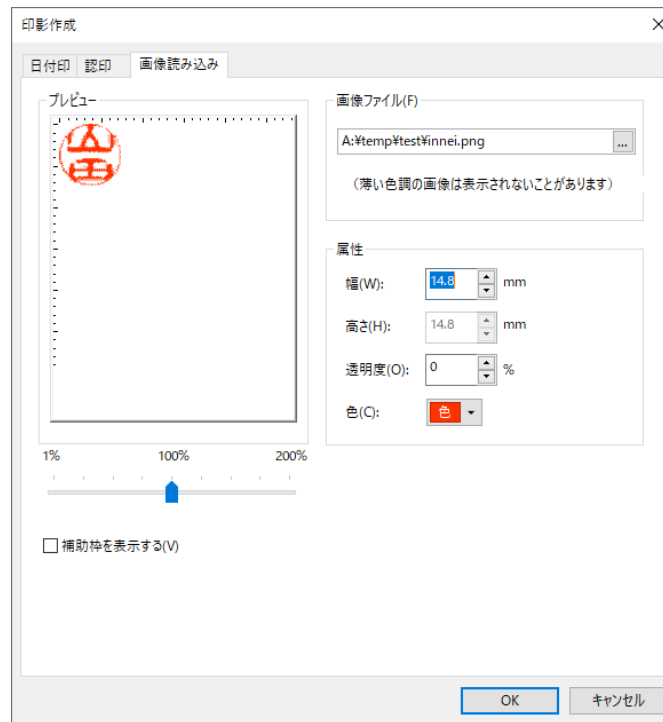 印影作成
日付印
認印
画像読み込み
プレビュー
山田
1%
100%
200%
補助枠を表示する(V)
画像ファイル(F)
A:¥temp¥test¥innei.png
...
(薄い色調の画像は表示されないことがあります)
属性
幅(W): 14.8 mm
高さ(H): 14.8 mm
透明度(O): 0 %
色(C): 色
OK
キャンセル